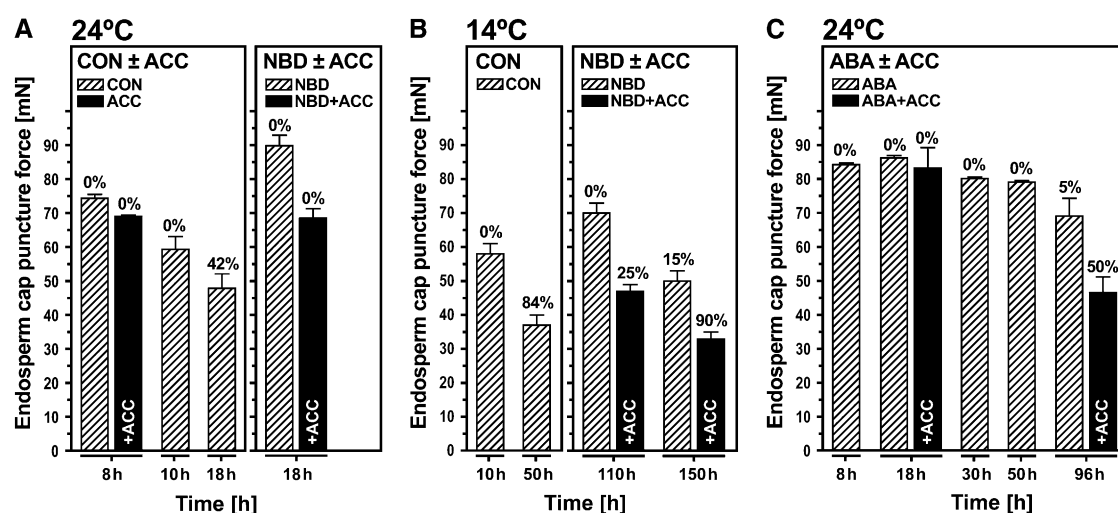 A
24ºC
CON ± ACC
CON
ACC
NBD ± ACC
NBD
NBD+ACC
Endosperm cap puncture force [mN]
90
80
70
60
50
40
30
20
10
0
0%
0%
0%
42%
0%
68%
+ACC
8h
10h
18h
18h
Time [h]
B
14ºC
CON
CON
NBD ± ACC
NBD
NBD+ACC
Endosperm cap puncture force [mN]
90
80
70
60
50
40
30
20
10
0
0%
84%
0%
25%
15%
90%
+ACC
+ACC
10h
50h
110h
150h
Time [h]
C
24ºC
ABA ± ACC
ABA
ABA+ACC
Endosperm cap puncture force [mN]
90
80
70
60
50
40
30
20
10
0
0%
0%
0%
0%
0%
5%
50%
+ACC
+ACC
8h
18h
30h
50h
96h
Time [h]